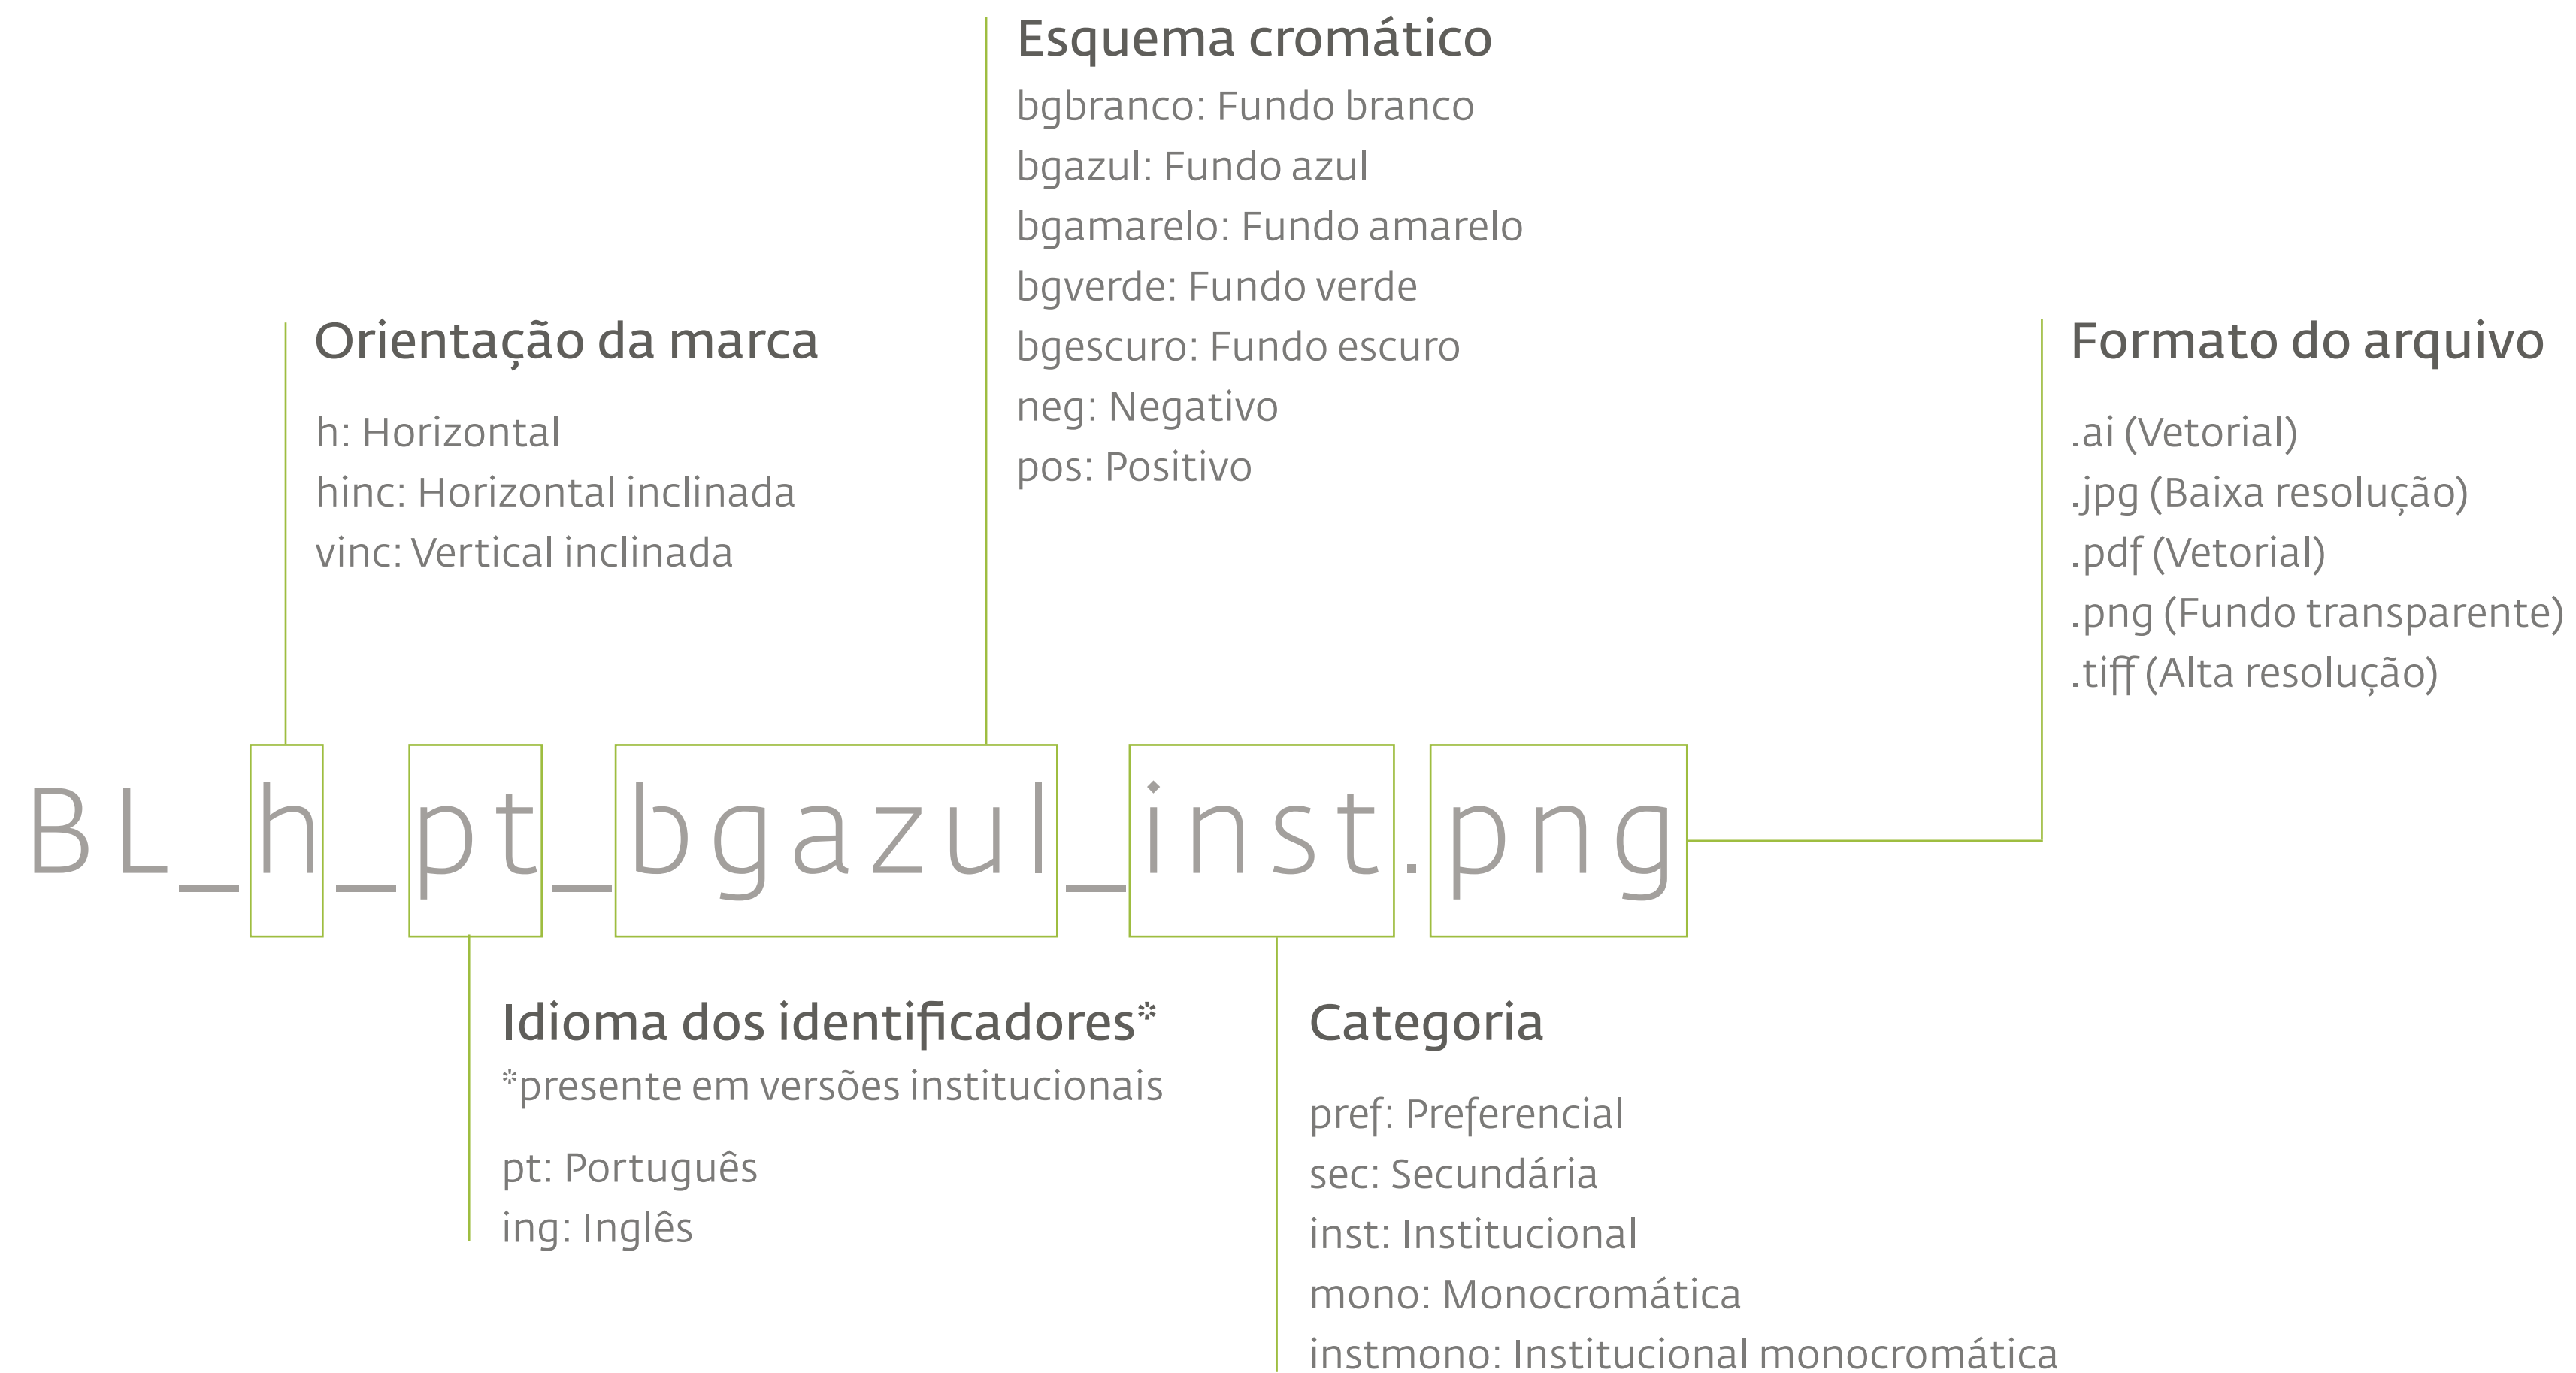 Esquema cromático
bgbranco: Fundo branco
bgazul: Fundo azul
bgamarelo: Fundo amarelo
bgverde: Fundo verde
bgescuro: Fundo escuro
neg: Negativo
pos: Positivo
Orientação da marca
h: Horizontal
hinc: Horizontal inclinada
vinc: Vertical inclinada
Formato do arquivo
.ai (Vetorial)
.jpg (Baixa resolução)
.pdf (Vetorial)
.png (Fundo transparente)
.tiff (Alta resolução)
BL_h_pt_bgazul_inst.png
Idioma dos identificadores*
*presente em versões institucionais
pt: Português
ing: Inglês
Categoria
pref: Preferencial
sec: Secundária
inst: Institucional
mono: Monocromática
instmono: Institucional monocromática